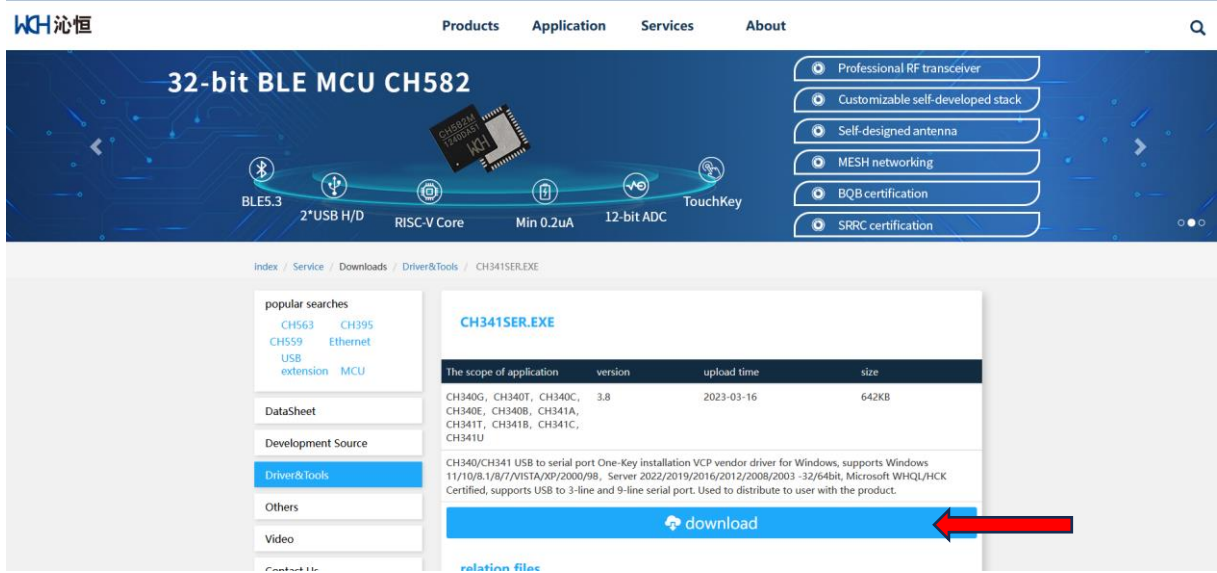 WCH 沁恒
Products Application Services About
32-bit BLE MCU CH582
CH582M
WCH
BLE5.3
2*USB H/D
RISC-V Core
Min 0.2uA
12-bit ADC
TouchKey
Professional RF transceiver
Customizable self-developed stack
Self-designed antenna
MESH networking
BQB certification
SRRC certification
index / Service / Downloads / Driver&Tools / CH341SER.EXE
popular searches
CH563 CH395
CH559 Ethernet
USB
extension MCU
DataSheet
Development Source
Driver&Tools
Others
Video
Contact Us
CH341SER.EXE
The scope of application version upload time size
CH340G, CH340T, CH340C, 3.8 2023-03-16 642KB
CH340E, CH340B, CH341A,
CH341T, CH341B, CH341C,
CH341U
CH340/CH341 USB to serial port One-Key installation VCP vendor driver for Windows, supports Windows
11/10/8.1/8/7/VISTA/XP/2000/98, Server 2022/2019/2016/2012/2008/2003 -32/64bit, Microsoft WHQL/HCK
Certified, supports USB to 3-line and 9-line serial port. Used to distribute to user with the product.
download
relation files